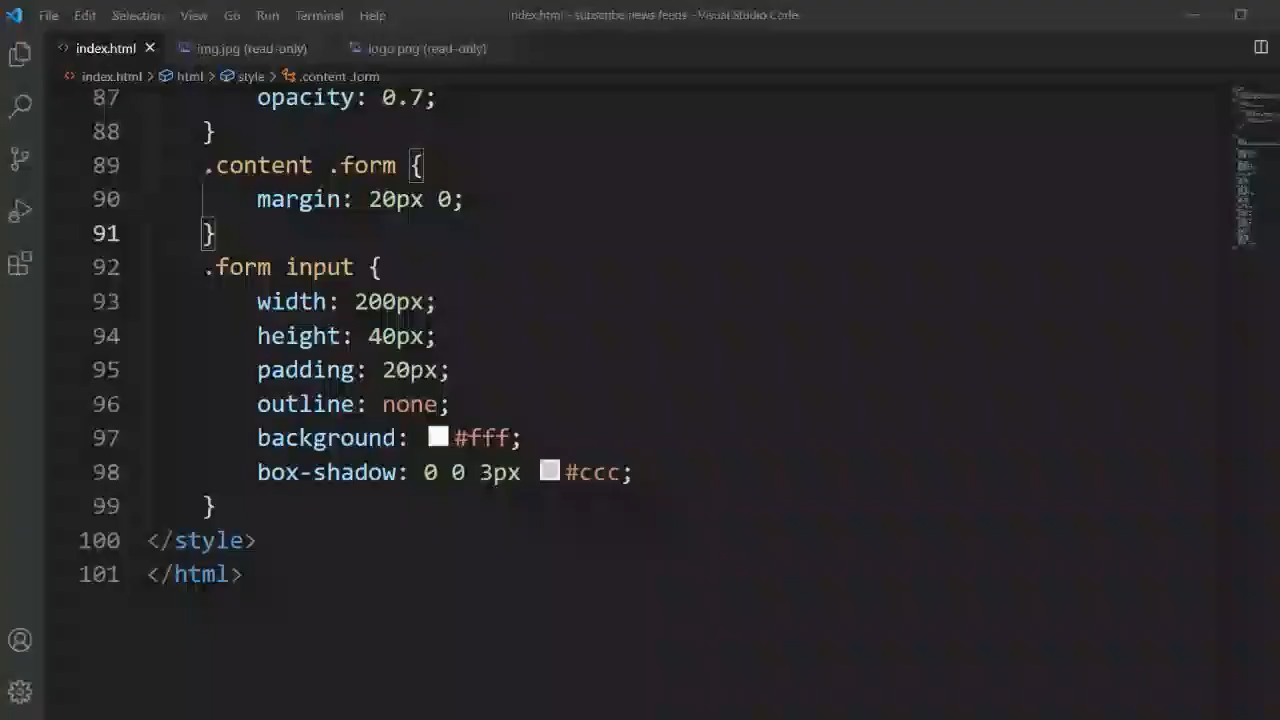 File Edit Selection View Go Run Terminal Help index.html - subscribe news feeds - Visual Studio Code
index.html img.jpg (read-only) logo.png (read-only)
index.html > html > style > .content .form
87 opacity: 0.7;
88 }
89 .content .form {
90 margin: 20px 0;
91 }
92 .form input {
93 width: 200px;
94 height: 40px;
95 padding: 20px;
96 outline: none;
97 background: #fff;
98 box-shadow: 0 0 3px #ccc;
99 }
100 </style>
101 </html>